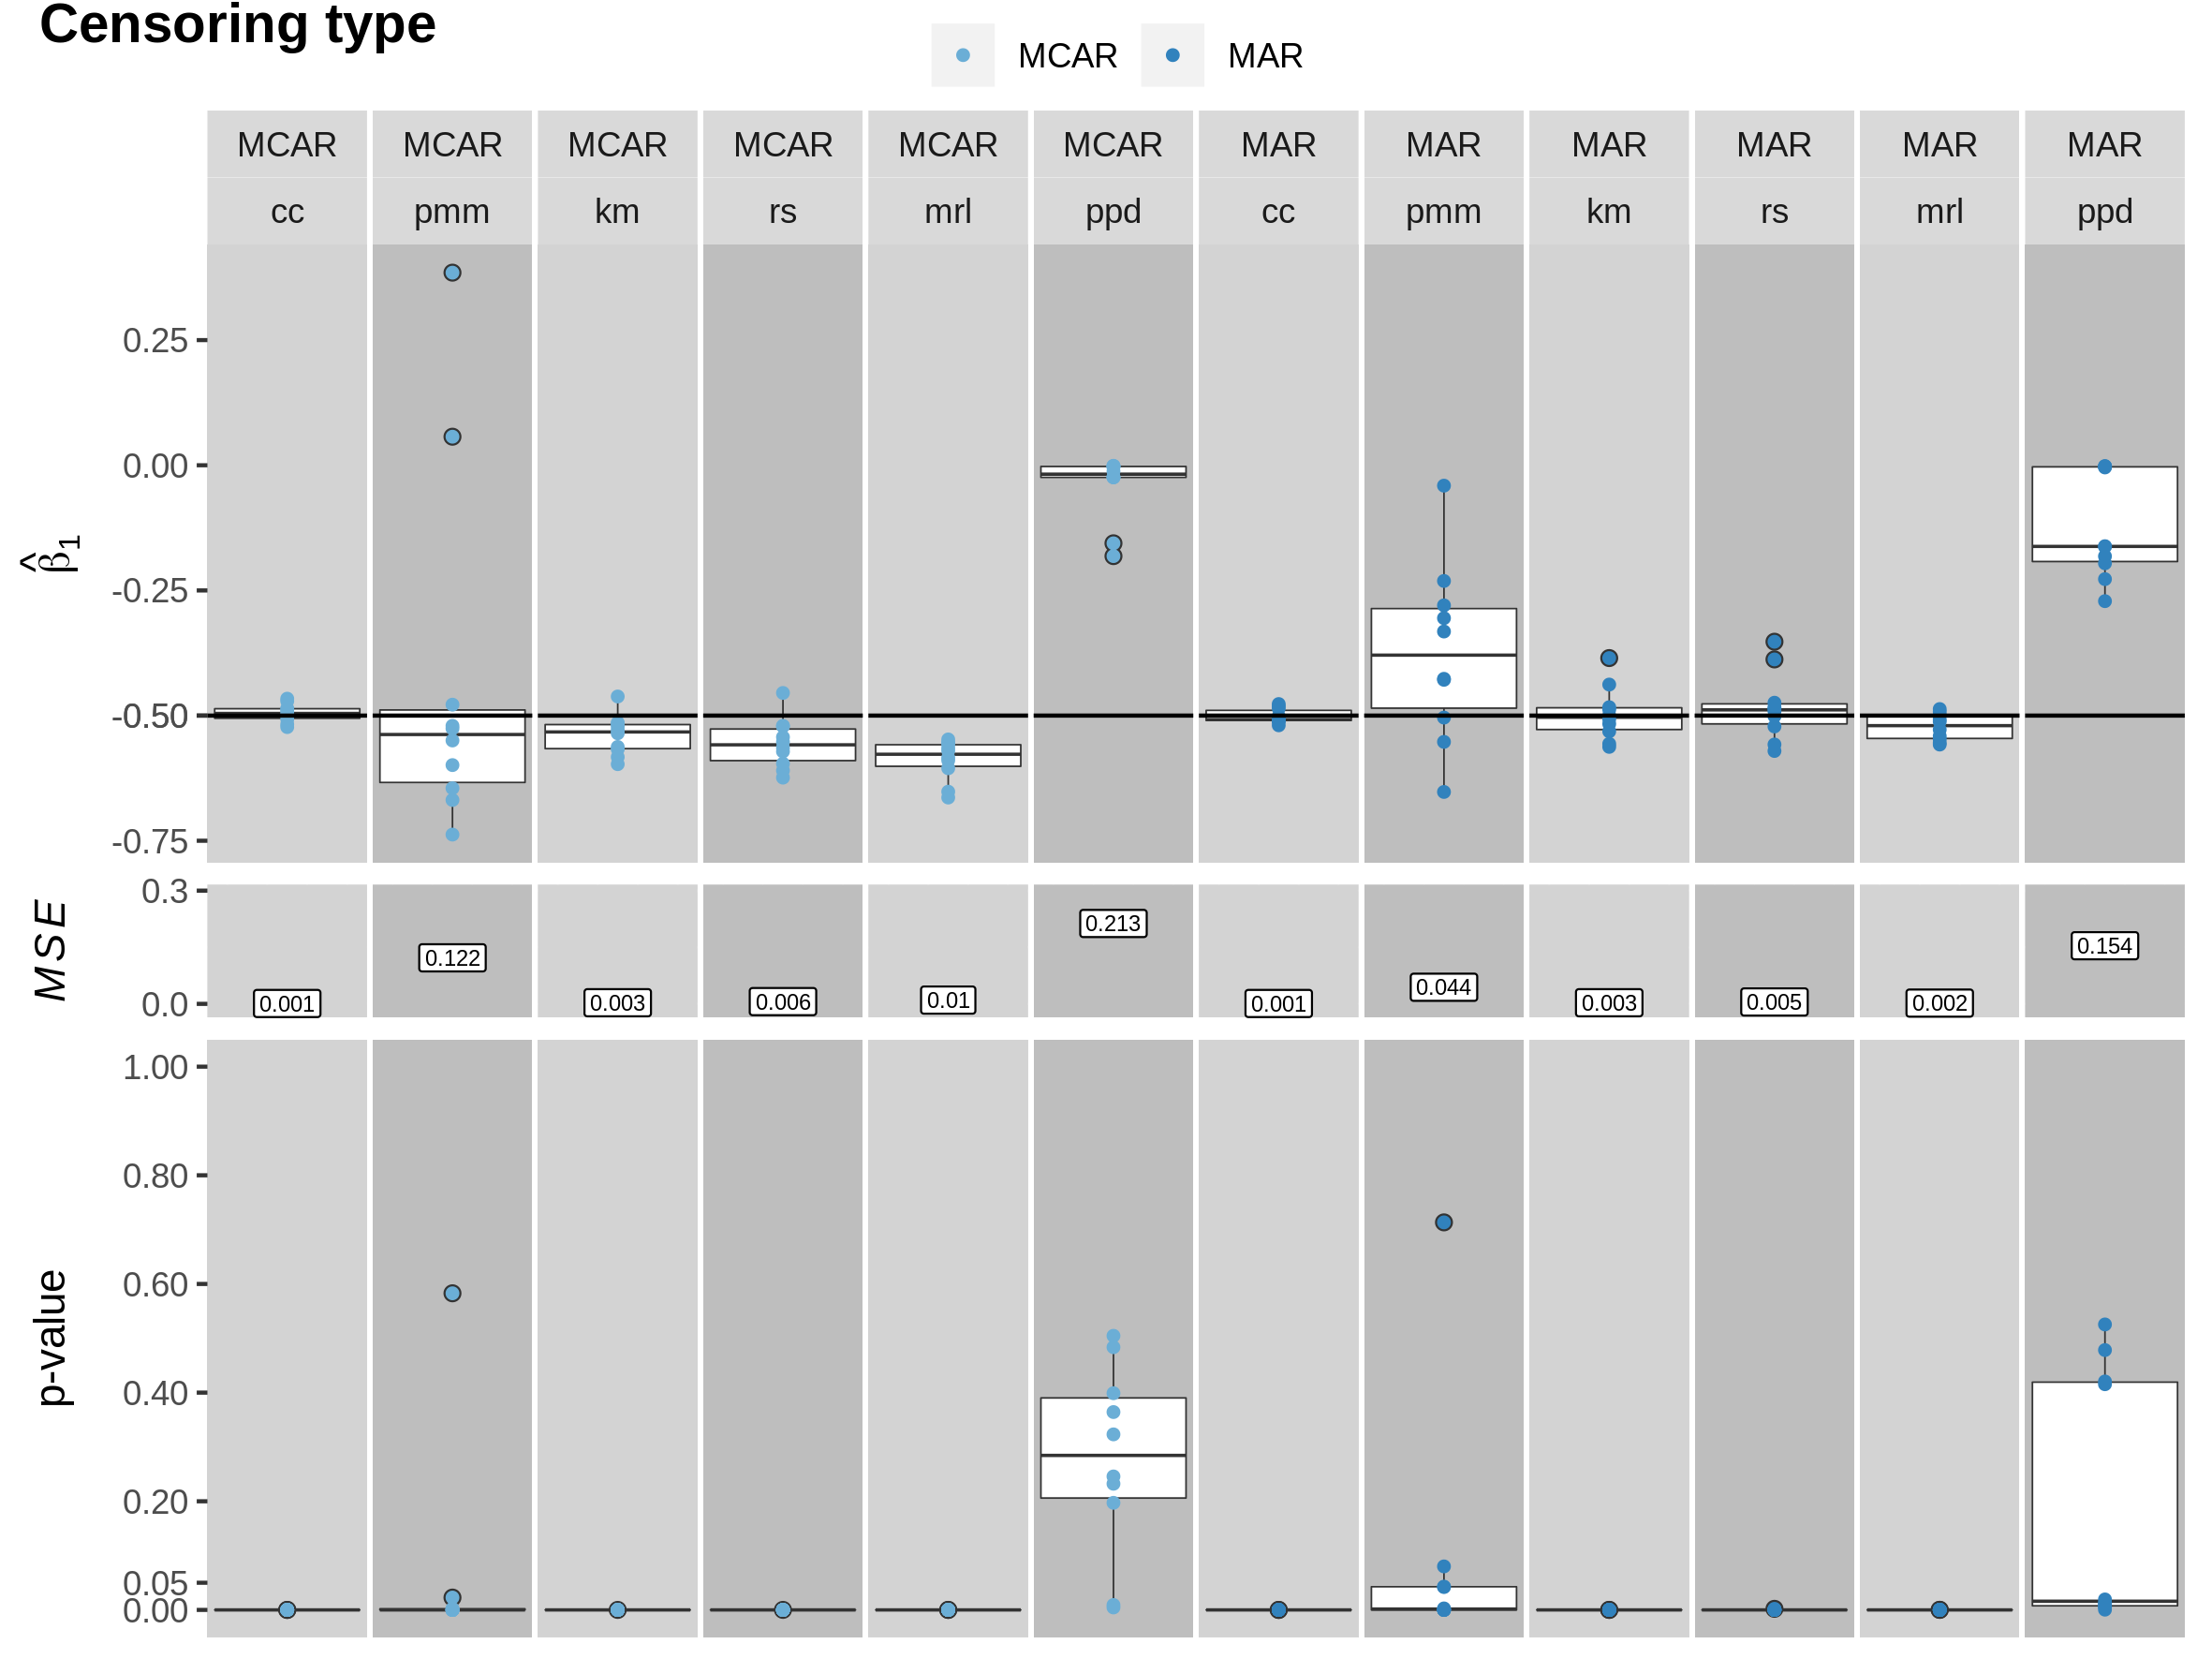 Censoring type
MCAR MAR
MCAR MCAR MCAR MCAR MCAR MCAR MAR MAR MAR MAR MAR MAR
cc pmm km rs mrl ppd cc pmm km rs mrl ppd
β̂1
0.25
0.00
-0.25
-0.50
-0.75
MSE
0.3
0.0
0.001 0.122 0.003 0.006 0.01 0.213 0.001 0.044 0.003 0.005 0.002 0.154
p-value
1.00
0.80
0.60
0.40
0.20
0.05
0.00